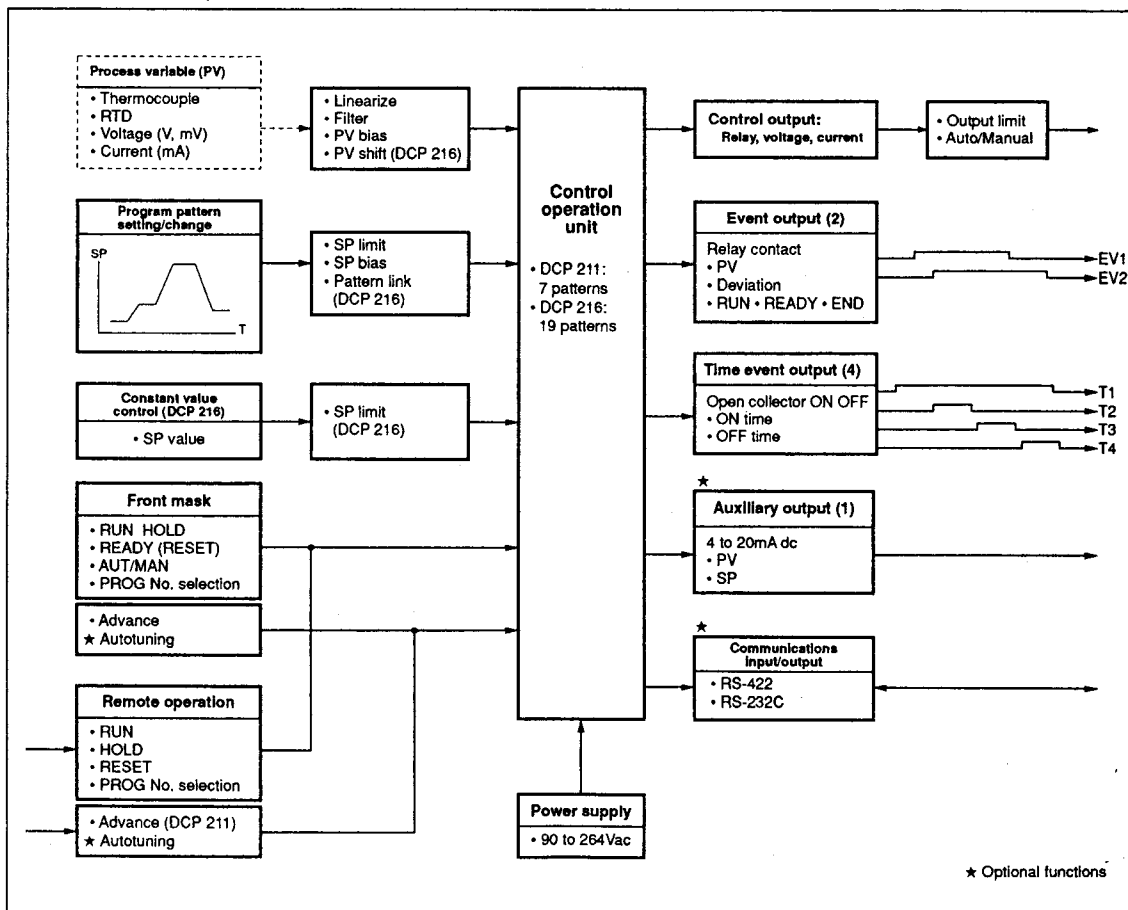 Process variable (PV)
• Thermocouple
• RTD
• Voltage (V, mV)
• Current (mA)
• Linearize
• Filter
• PV bias
• PV shift (DCP 216)
Program pattern
setting/change
SP
T
• SP limit
• SP bias
• Pattern link
(DCP 216)
Constant value
control (DCP 216)
• SP value
• SP limit
(DCP 216)
Front mask
• RUN HOLD
• READY (RESET)
• AUT/MAN
• PROG No. selection
• Advance
★ Autotuning
Remote operation
• RUN
• HOLD
• RESET
• PROG No. selection
• Advance (DCP 211)
★ Autotuning
Control
operation
unit
• DCP 211:
7 patterns
• DCP 216:
19 patterns
Power supply
• 90 to 264Vac
Control output:
Relay, voltage, current
• Output limit
• Auto/Manual
Event output (2)
Relay contact
• PV
• Deviation
• RUN • READY • END
EV1
EV2
Time event output (4)
Open collector ON OFF
• ON time
• OFF time
T1
T2
T3
T4
★
Auxiliary output (1)
4 to 20mA dc
• PV
• SP
★
Communications
input/output
• RS-422
• RS-232C
★ Optional functions